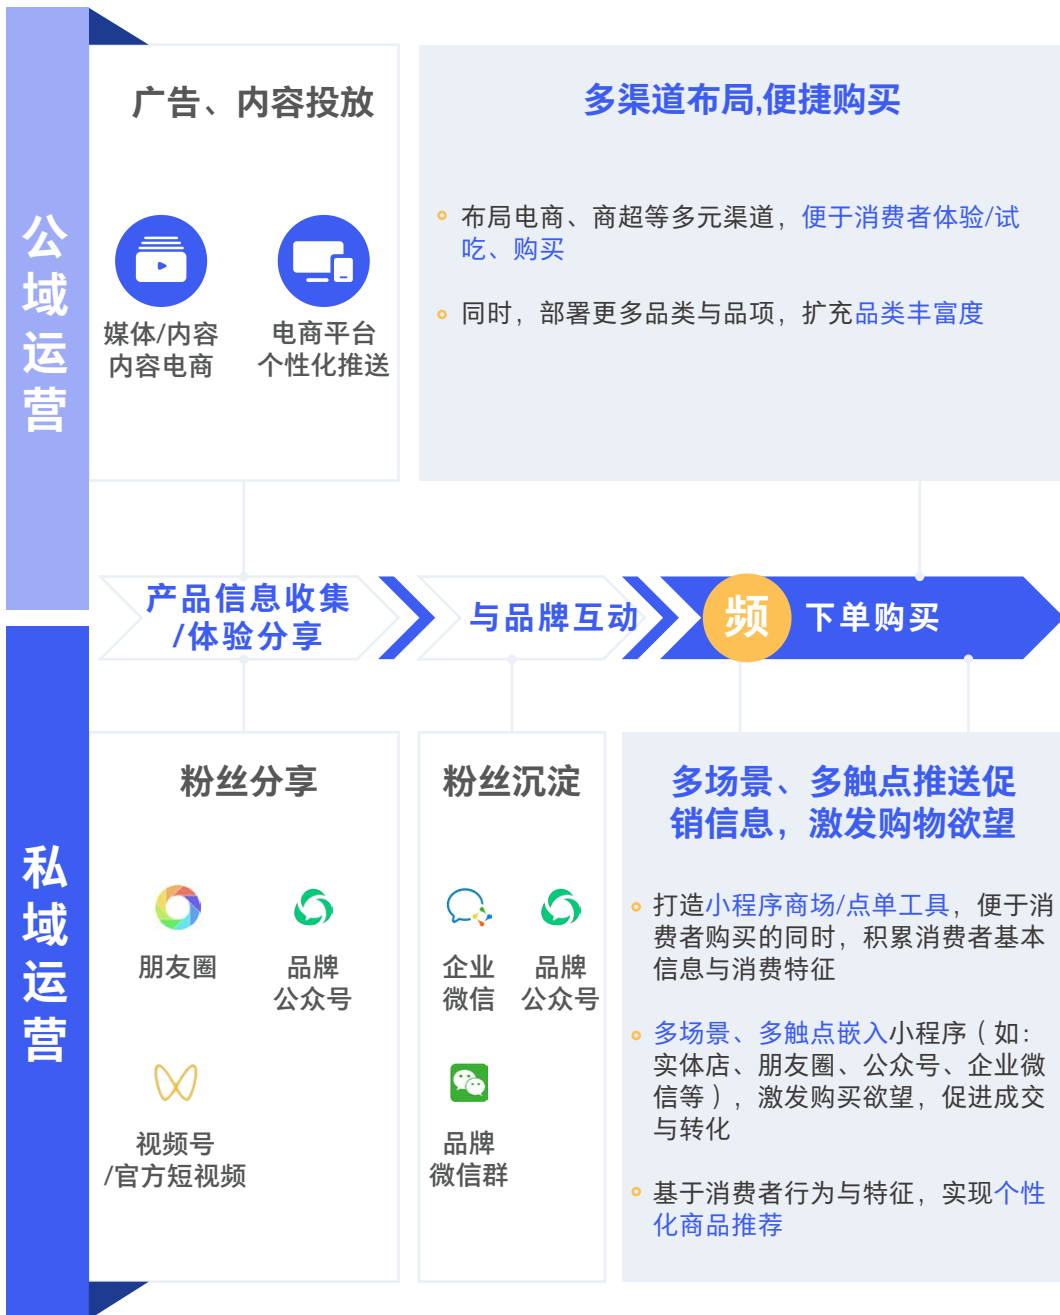 公域运营
广告、内容投放
媒体/内容
内容电商
电商平台
个性化推送
多渠道布局,便捷购买
布局电商、商超等多元渠道，便于消费者体验/试
吃、购买
同时，部署更多品类与品项，扩充品类丰富度
产品信息收集
/体验分享
与品牌互动
频
下单购买
私域运营
粉丝分享
朋友圈
品牌
公众号
视频号
/官方短视频
粉丝沉淀
企业
微信
品牌
公众号
品牌
微信群
多场景、多触点推送促
销信息，激发购物欲望
打造小程序商场/点单工具，便于消
费者购买的同时，积累消费者基本
信息与消费特征
多场景、多触点嵌入小程序（如：
实体店、朋友圈、公众号、企业微
信等），激发购买欲望，促进成交
与转化
基于消费者行为与特征，实现个性
化商品推荐